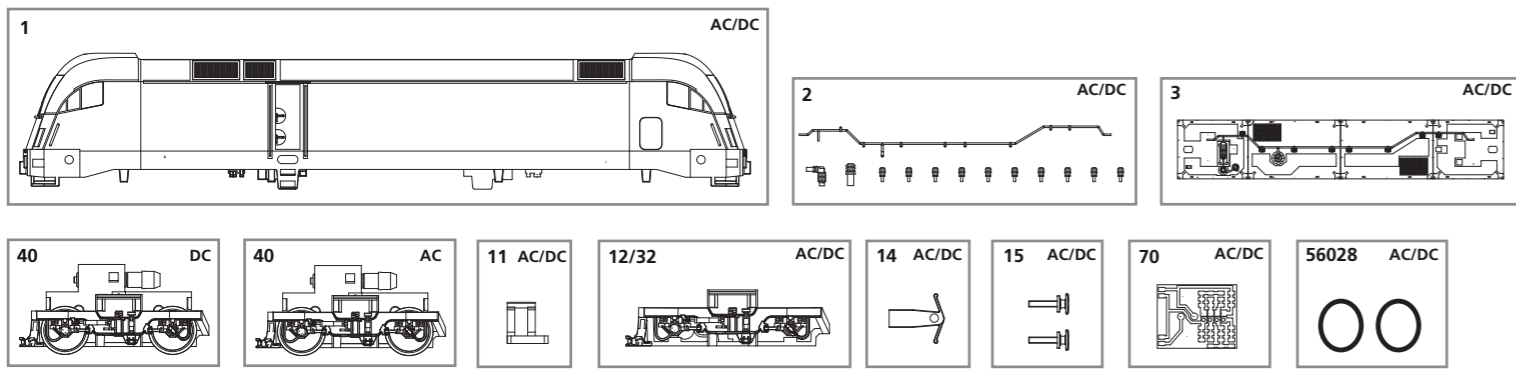 1 AC/DC
2 AC/DC
3 AC/DC
40 DC
40 AC
11 AC/DC
12/32 AC/DC
14 AC/DC
15 AC/DC
70 AC/DC
56028 AC/DC